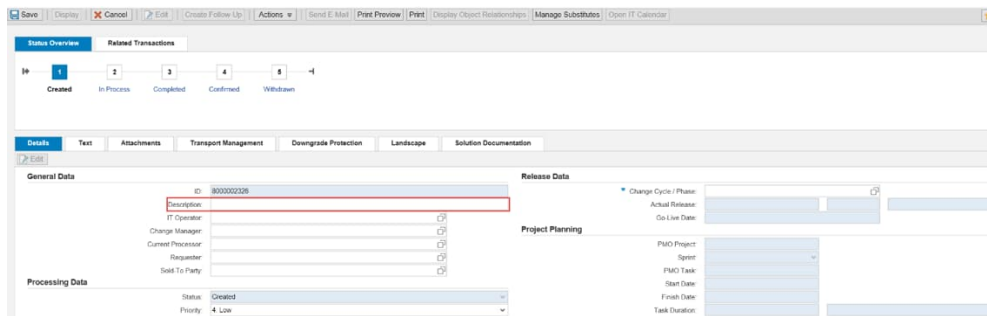 Save Display Cancel Edit Create Follow Up Actions Send E-Mail Print Preview Print Display Object Relationships Manage Substitutes Open IT Calendar
Status Overview Related Transactions
1 2 3 4 5
Created In Process Completed Confirmed Withdrawn
Details Text Attachments Transport Management Downgrade Protection Landscape Solution Documentation
Edit
General Data Release Data
ID: 8000002326 * Change Cycle / Phase:
Description: Actual Release:
IT Operator: Go Live Date:
Change Manager: Project Planning
Current Processor: PMO Project:
Requester: Sprint:
Sold-To Party: PMO Task:
Processing Data Start Date:
Status: Created Finish Date:
Priority: 4. Low Task Duration: